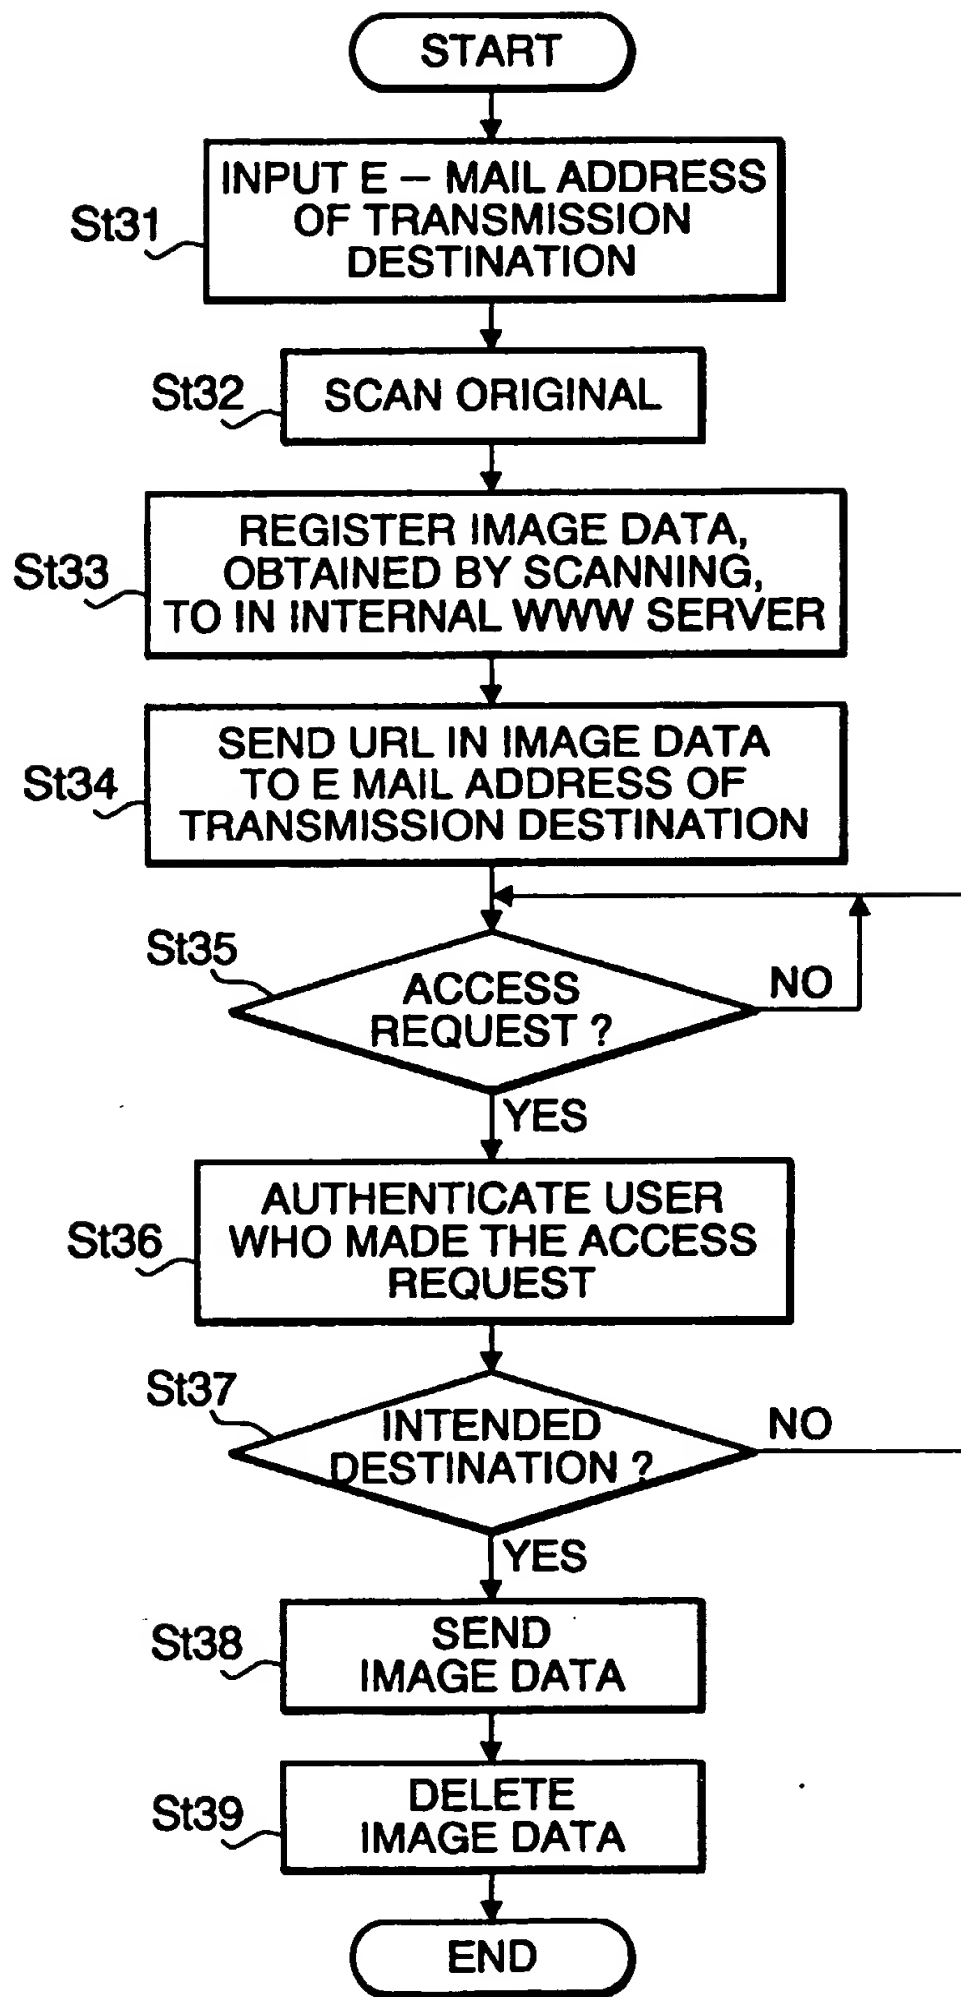 START
St31
INPUT E – MAIL ADDRESS
OF TRANSMISSION
DESTINATION
St32
SCAN ORIGINAL
St33
REGISTER IMAGE DATA,
OBTAINED BY SCANNING,
TO IN INTERNAL WWW SERVER
St34
SEND URL IN IMAGE DATA
TO E MAIL ADDRESS OF
TRANSMISSION DESTINATION
St35
ACCESS
REQUEST ?
NO
YES
St36
AUTHENTICATE USER
WHO MADE THE ACCESS
REQUEST
St37
INTENDED
DESTINATION ?
NO
YES
St38
SEND
IMAGE DATA
St39
DELETE
IMAGE DATA
END